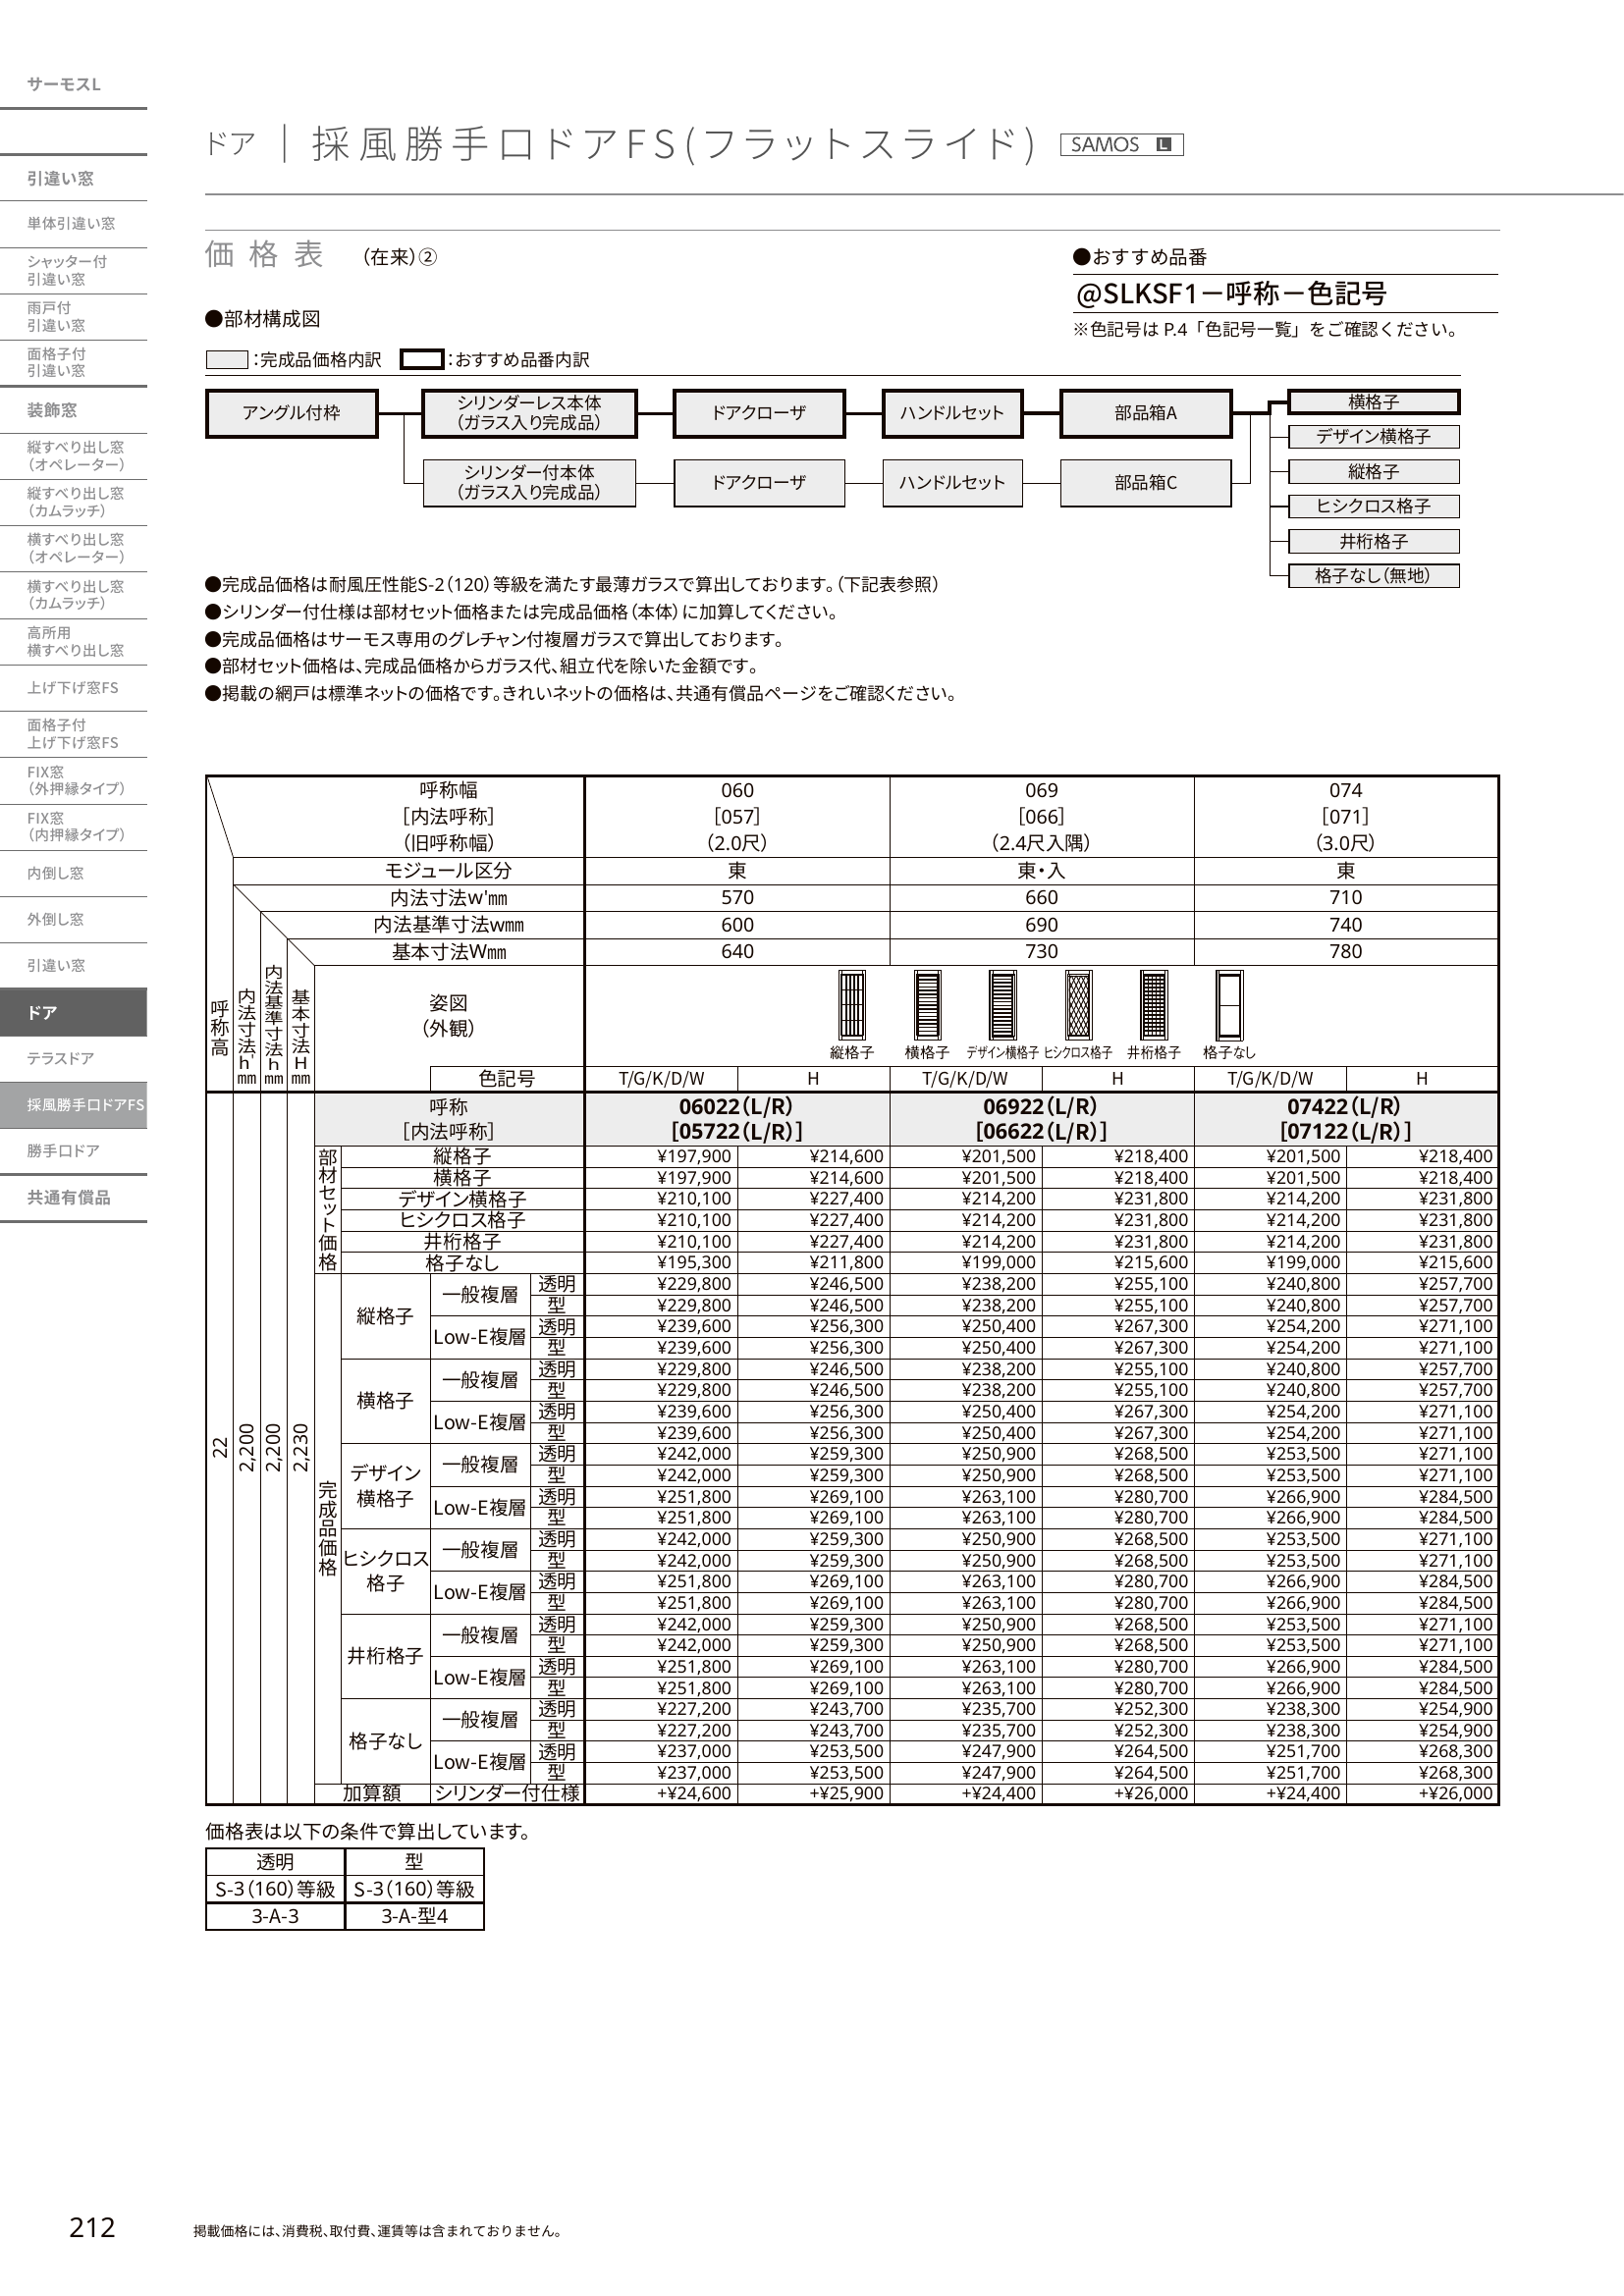 サーモスL
引違い窓
単体引違い窓
シャッター付
引違い窓
雨戸付
引違い窓
面格子付
引違い窓
装飾窓
縦すべり出し窓
（オペレーター）
縦すべり出し窓
（カムラッチ）
横すべり出し窓
（オペレーター）
横すべり出し窓
（カムラッチ）
高所用
横すべり出し窓
上げ下げ窓FS
面格子付
上げ下げ窓FS
FIX窓
（外押縁タイプ）
FIX窓
（内押縁タイプ）
内倒し窓
外倒し窓
引違い窓
ドア
テラスドア
採風勝手口ドアFS
勝手口ドア
共通有償品
ドア｜採風勝手口ドアFS(フラットスライド) SAMOS L
価格表 （在来）②
●おすすめ品番
@SLKSF1－呼称－色記号
※色記号は P.4「色記号一覧」をご確認ください。
●部材構成図
：完成品価格内訳 ：おすすめ品番内訳
アングル付枠 シリンダーレス本体 ドアクローザ ハンドルセット 部品箱A 横格子
（ガラス入り完成品）
デザイン横格子
シリンダー付本体 ドアクローザ ハンドルセット 部品箱C 縦格子
（ガラス入り完成品）
ヒシクロス格子
井桁格子
格子なし（無地）
●完成品価格は耐風圧性能S-2（120）等級を満たす最薄ガラスで算出しております。（下記表参照）
●シリンダー付仕様は部材セット価格または完成品価格（本体）に加算してください。
●完成品価格はサーモス専用のグレチャン付複層ガラスで算出しております。
●部材セット価格は、完成品価格からガラス代、組立代を除いた金額です。
●掲載の網戸は標準ネットの価格です。きれいネットの価格は、共通有償品ページをご確認ください。
呼称幅 060 069 074
［内法呼称］ ［057］ ［066］ ［071］
（旧呼称幅） （2.0尺） （2.4尺入隅） （3.0尺）
モジュール区分 東 東・入 東
内法寸法w'㎜ 570 660 710
内法基準寸法w㎜ 600 690 740
基本寸法W㎜ 640 730 780
呼称高 内法寸法h'㎜ 内法基準寸法h㎜ 基本寸法H㎜
姿図
（外観）
縦格子 横格子 デザイン横格子 ヒシクロス格子 井桁格子 格子なし
色記号 T/G/K/D/W H T/G/K/D/W H T/G/K/D/W H
22 2,200 2,200 2,230
呼称 06022（L/R） 06922（L/R） 07422（L/R）
［内法呼称］ ［05722（L/R）］ ［06622（L/R）］ ［07122（L/R）］
部材セット価格
縦格子 ¥197,900 ¥214,600 ¥201,500 ¥218,400 ¥201,500 ¥218,400
横格子 ¥197,900 ¥214,600 ¥201,500 ¥218,400 ¥201,500 ¥218,400
デザイン横格子 ¥210,100 ¥227,400 ¥214,200 ¥231,800 ¥214,200 ¥231,800
ヒシクロス格子 ¥210,100 ¥227,400 ¥214,200 ¥231,800 ¥214,200 ¥231,800
井桁格子 ¥210,100 ¥227,400 ¥214,200 ¥231,800 ¥214,200 ¥231,800
格子なし ¥195,300 ¥211,800 ¥199,000 ¥215,600 ¥199,000 ¥215,600
完成品価格
縦格子 一般複層 透明 ¥229,800 ¥246,500 ¥238,200 ¥255,100 ¥240,800 ¥257,700
型 ¥229,800 ¥246,500 ¥238,200 ¥255,100 ¥240,800 ¥257,700
Low-E複層 透明 ¥239,600 ¥256,300 ¥250,400 ¥267,300 ¥254,200 ¥271,100
型 ¥239,600 ¥256,300 ¥250,400 ¥267,300 ¥254,200 ¥271,100
横格子 一般複層 透明 ¥229,800 ¥246,500 ¥238,200 ¥255,100 ¥240,800 ¥257,700
型 ¥229,800 ¥246,500 ¥238,200 ¥255,100 ¥240,800 ¥257,700
Low-E複層 透明 ¥239,600 ¥256,300 ¥250,400 ¥267,300 ¥254,200 ¥271,100
型 ¥239,600 ¥256,300 ¥250,400 ¥267,300 ¥254,200 ¥271,100
デザイン横格子 一般複層 透明 ¥242,000 ¥259,300 ¥250,900 ¥268,500 ¥253,500 ¥271,100
型 ¥242,000 ¥259,300 ¥250,900 ¥268,500 ¥253,500 ¥271,100
Low-E複層 透明 ¥251,800 ¥269,100 ¥263,100 ¥280,700 ¥266,900 ¥284,500
型 ¥251,800 ¥269,100 ¥263,100 ¥280,700 ¥266,900 ¥284,500
ヒシクロス格子 一般複層 透明 ¥242,000 ¥259,300 ¥250,900 ¥268,500 ¥253,500 ¥271,100
型 ¥242,000 ¥259,300 ¥250,900 ¥268,500 ¥253,500 ¥271,100
Low-E複層 透明 ¥251,800 ¥269,100 ¥263,100 ¥280,700 ¥266,900 ¥284,500
型 ¥251,800 ¥269,100 ¥263,100 ¥280,700 ¥266,900 ¥284,500
井桁格子 一般複層 透明 ¥242,000 ¥259,300 ¥250,900 ¥268,500 ¥253,500 ¥271,100
型 ¥242,000 ¥259,300 ¥250,900 ¥268,500 ¥253,500 ¥271,100
Low-E複層 透明 ¥251,800 ¥269,100 ¥263,100 ¥280,700 ¥266,900 ¥284,500
型 ¥251,800 ¥269,100 ¥263,100 ¥280,700 ¥266,900 ¥284,500
格子なし 一般複層 透明 ¥227,200 ¥243,700 ¥235,700 ¥252,300 ¥238,300 ¥254,900
型 ¥227,200 ¥243,700 ¥235,700 ¥252,300 ¥238,300 ¥254,900
Low-E複層 透明 ¥237,000 ¥253,500 ¥247,900 ¥264,500 ¥251,700 ¥268,300
型 ¥237,000 ¥253,500 ¥247,900 ¥264,500 ¥251,700 ¥268,300
加算額 シリンダー付仕様 +¥24,600 +¥25,900 +¥24,400 +¥26,000 +¥24,400 +¥26,000
価格表は以下の条件で算出しています。
透明 型
S-3（160）等級 S-3（160）等級
3-A-3 3-A-型4
212
掲載価格には、消費税、取付費、運賃等は含まれておりません。